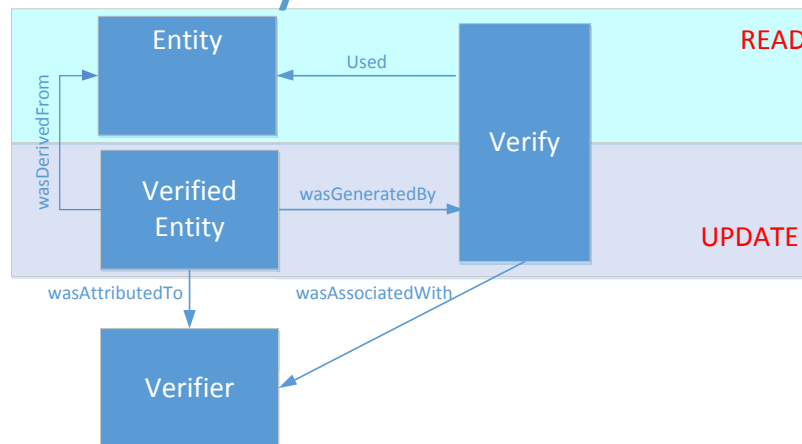 Entity
READ
Used
wasDerivedFrom
Verify
Verified
Entity
wasGeneratedBy
UPDATE
wasAttributedTo
wasAssociatedWith
Verifier